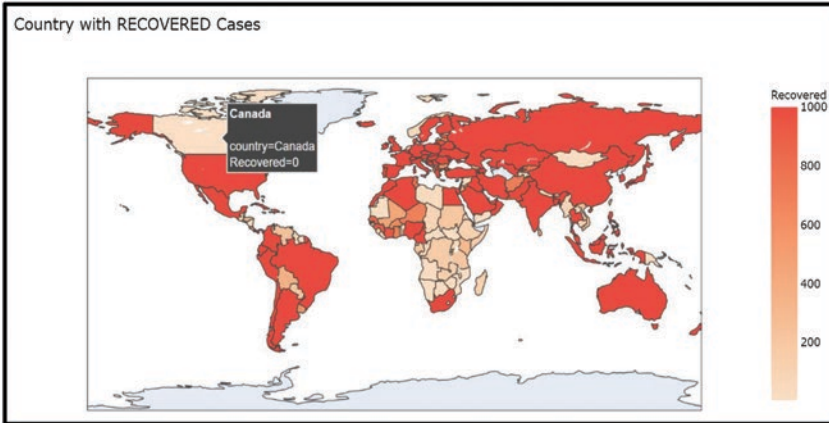 Country with RECOVERED Cases
Canada
country=Canada
Recovered=0
Recovered
1000
800
600
400
200